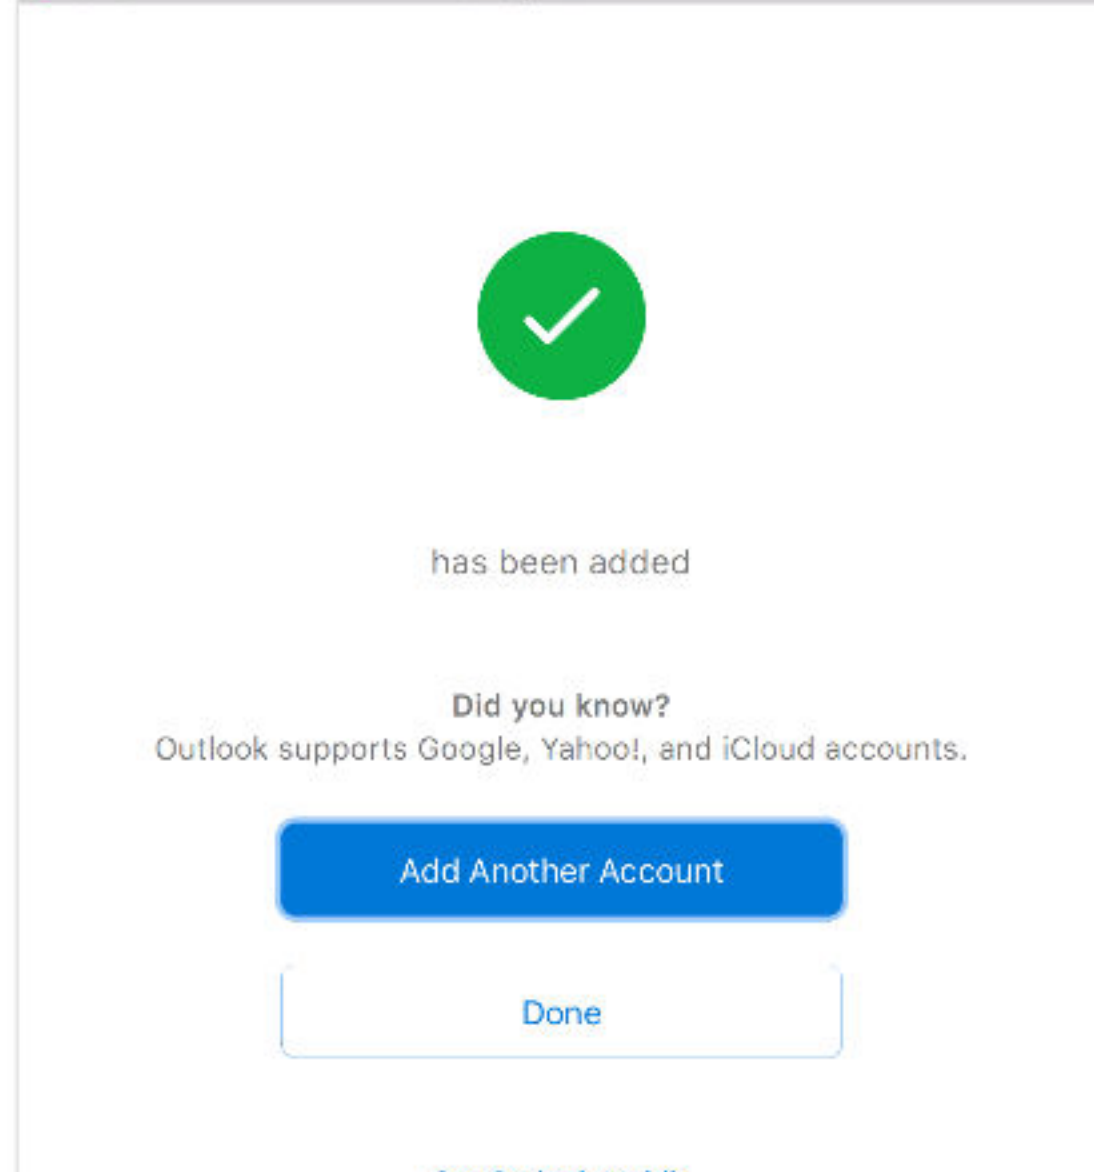 has been added
Did you know?
Outlook supports Google, Yahoo!, and iCloud accounts.
Add Another Account
Done